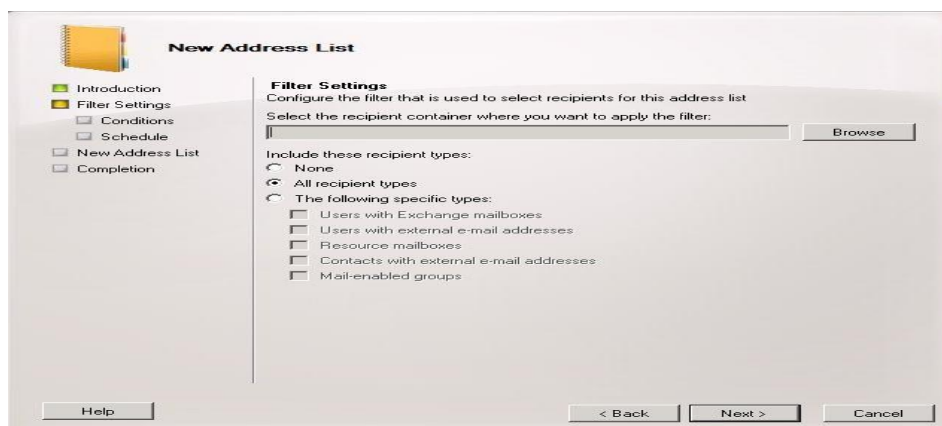 New Address List
Introduction
Filter Settings
Conditions
Schedule
New Address List
Completion
Filter Settings
Configure the filter that is used to select recipients for this address list
Select the recipient container where you want to apply the filter:
Browse
Include these recipient types:
None
All recipient types
The following specific types:
Users with Exchange mailboxes
Users with external e-mail addresses
Resource mailboxes
Contacts with external e-mail addresses
Mail-enabled groups
Help
< Back
Next >
Cancel